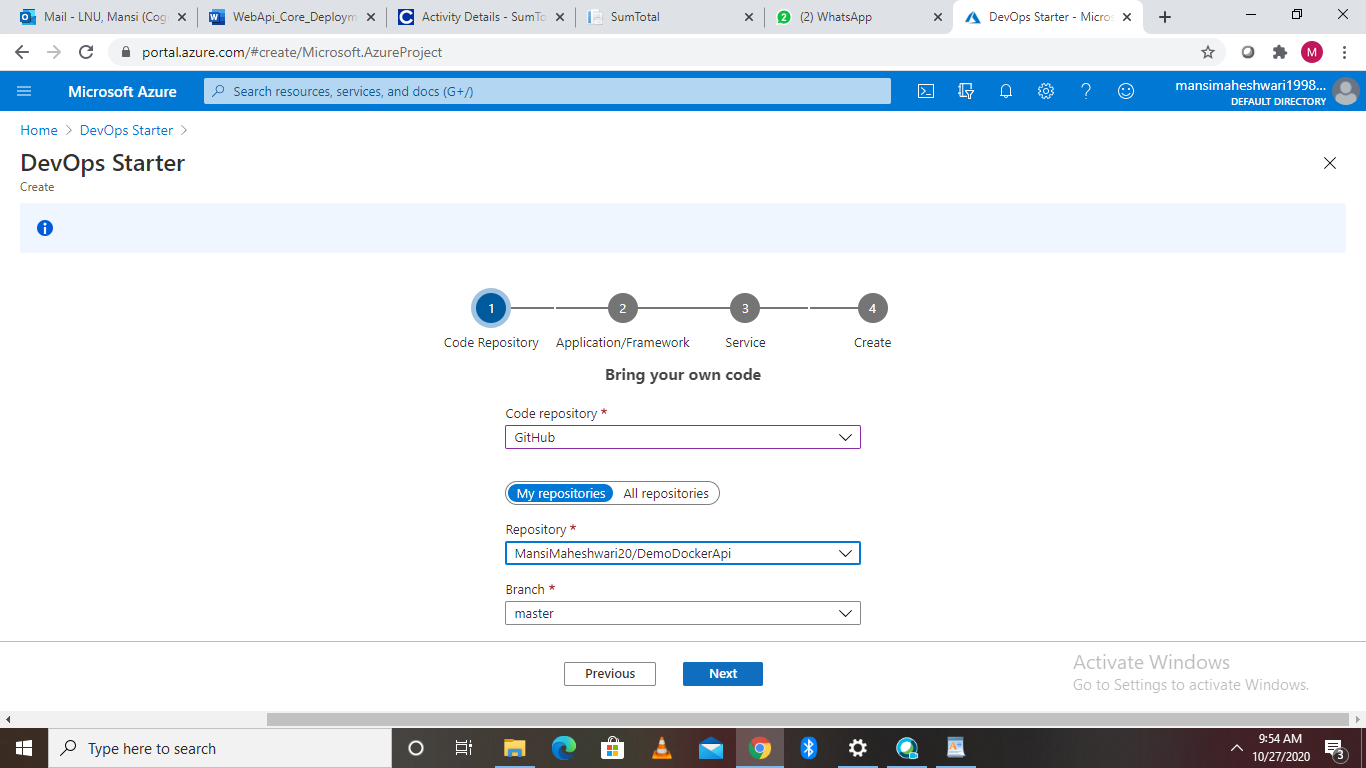 Mail - LNU, Mansi (Cog
WebApi_Core_Deploym
Activity Details - SumTo
SumTotal
2
(2) WhatsApp
DevOps Starter - Micros
portal.azure.com/#create/Microsoft.AzureProject
M
Microsoft Azure
Search resources, services, and docs (G+/)
mansimaheshwari1998...
DEFAULT DIRECTORY
Home > DevOps Starter >
DevOps Starter
Create
1
2
3
4
Code Repository
Application/Framework
Service
Create
Bring your own code
Code repository *
GitHub
My repositories
All repositories
Repository *
MansiMaheshwari20/DemoDockerApi
Branch *
master
Previous
Next
Activate Windows
Go to Settings to activate Windows.
Type here to search
9:54 AM
10/27/2020
3